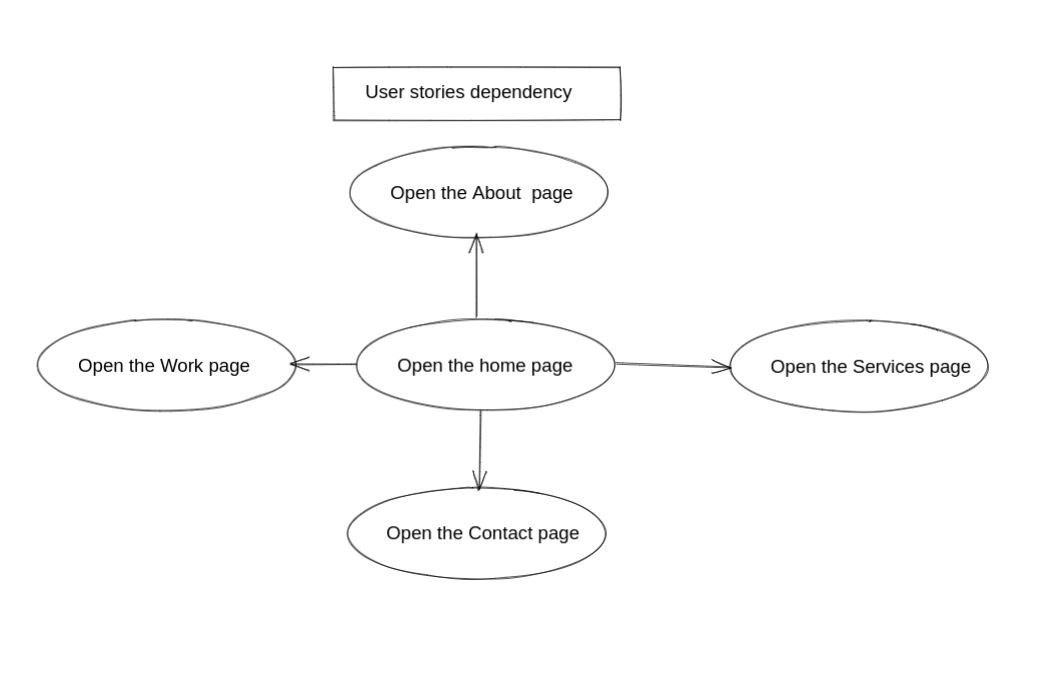 User stories dependency
Open the About  page
Open the Work page
Open the home page
Open the Services page
Open the Contact page